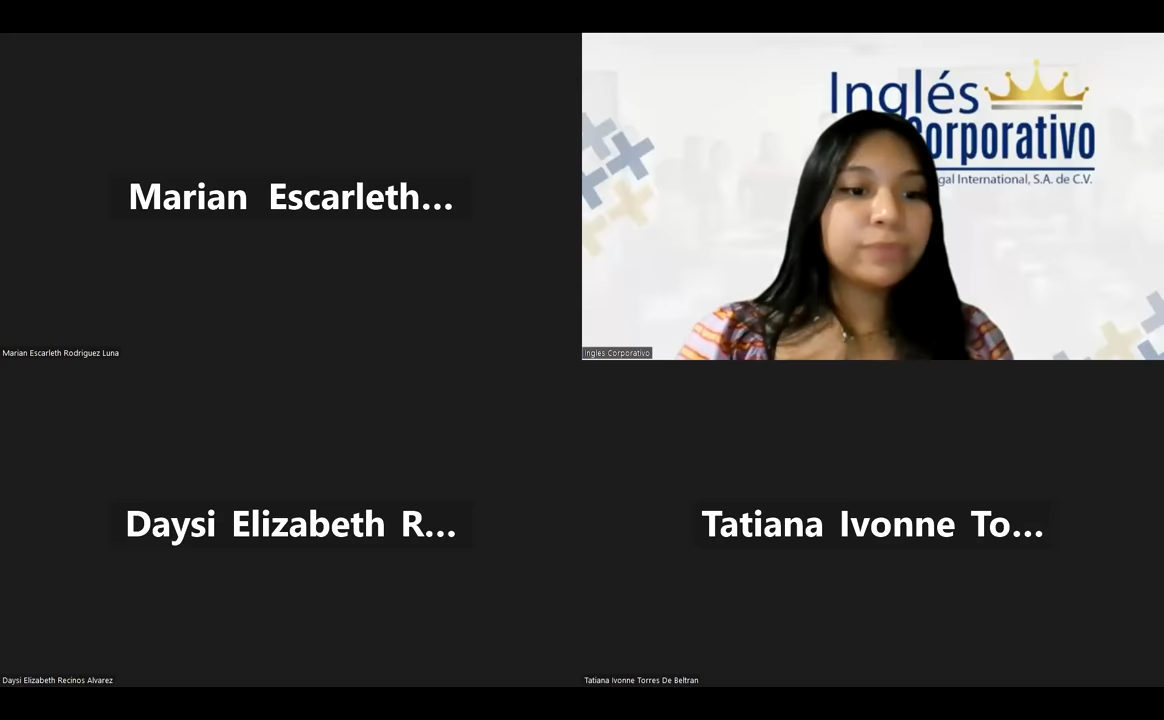 Marian Escarleth...
Marian Escarleth Rodriguez Luna
Inglés
Corporativo
gal International, S.A. de C.V.
Ingles Corporativo
Daysi Elizabeth R...
Daysi Elizabeth Recinos Alvarez
Tatiana Ivonne To...
Tatiana Ivonne Torres De Beltran